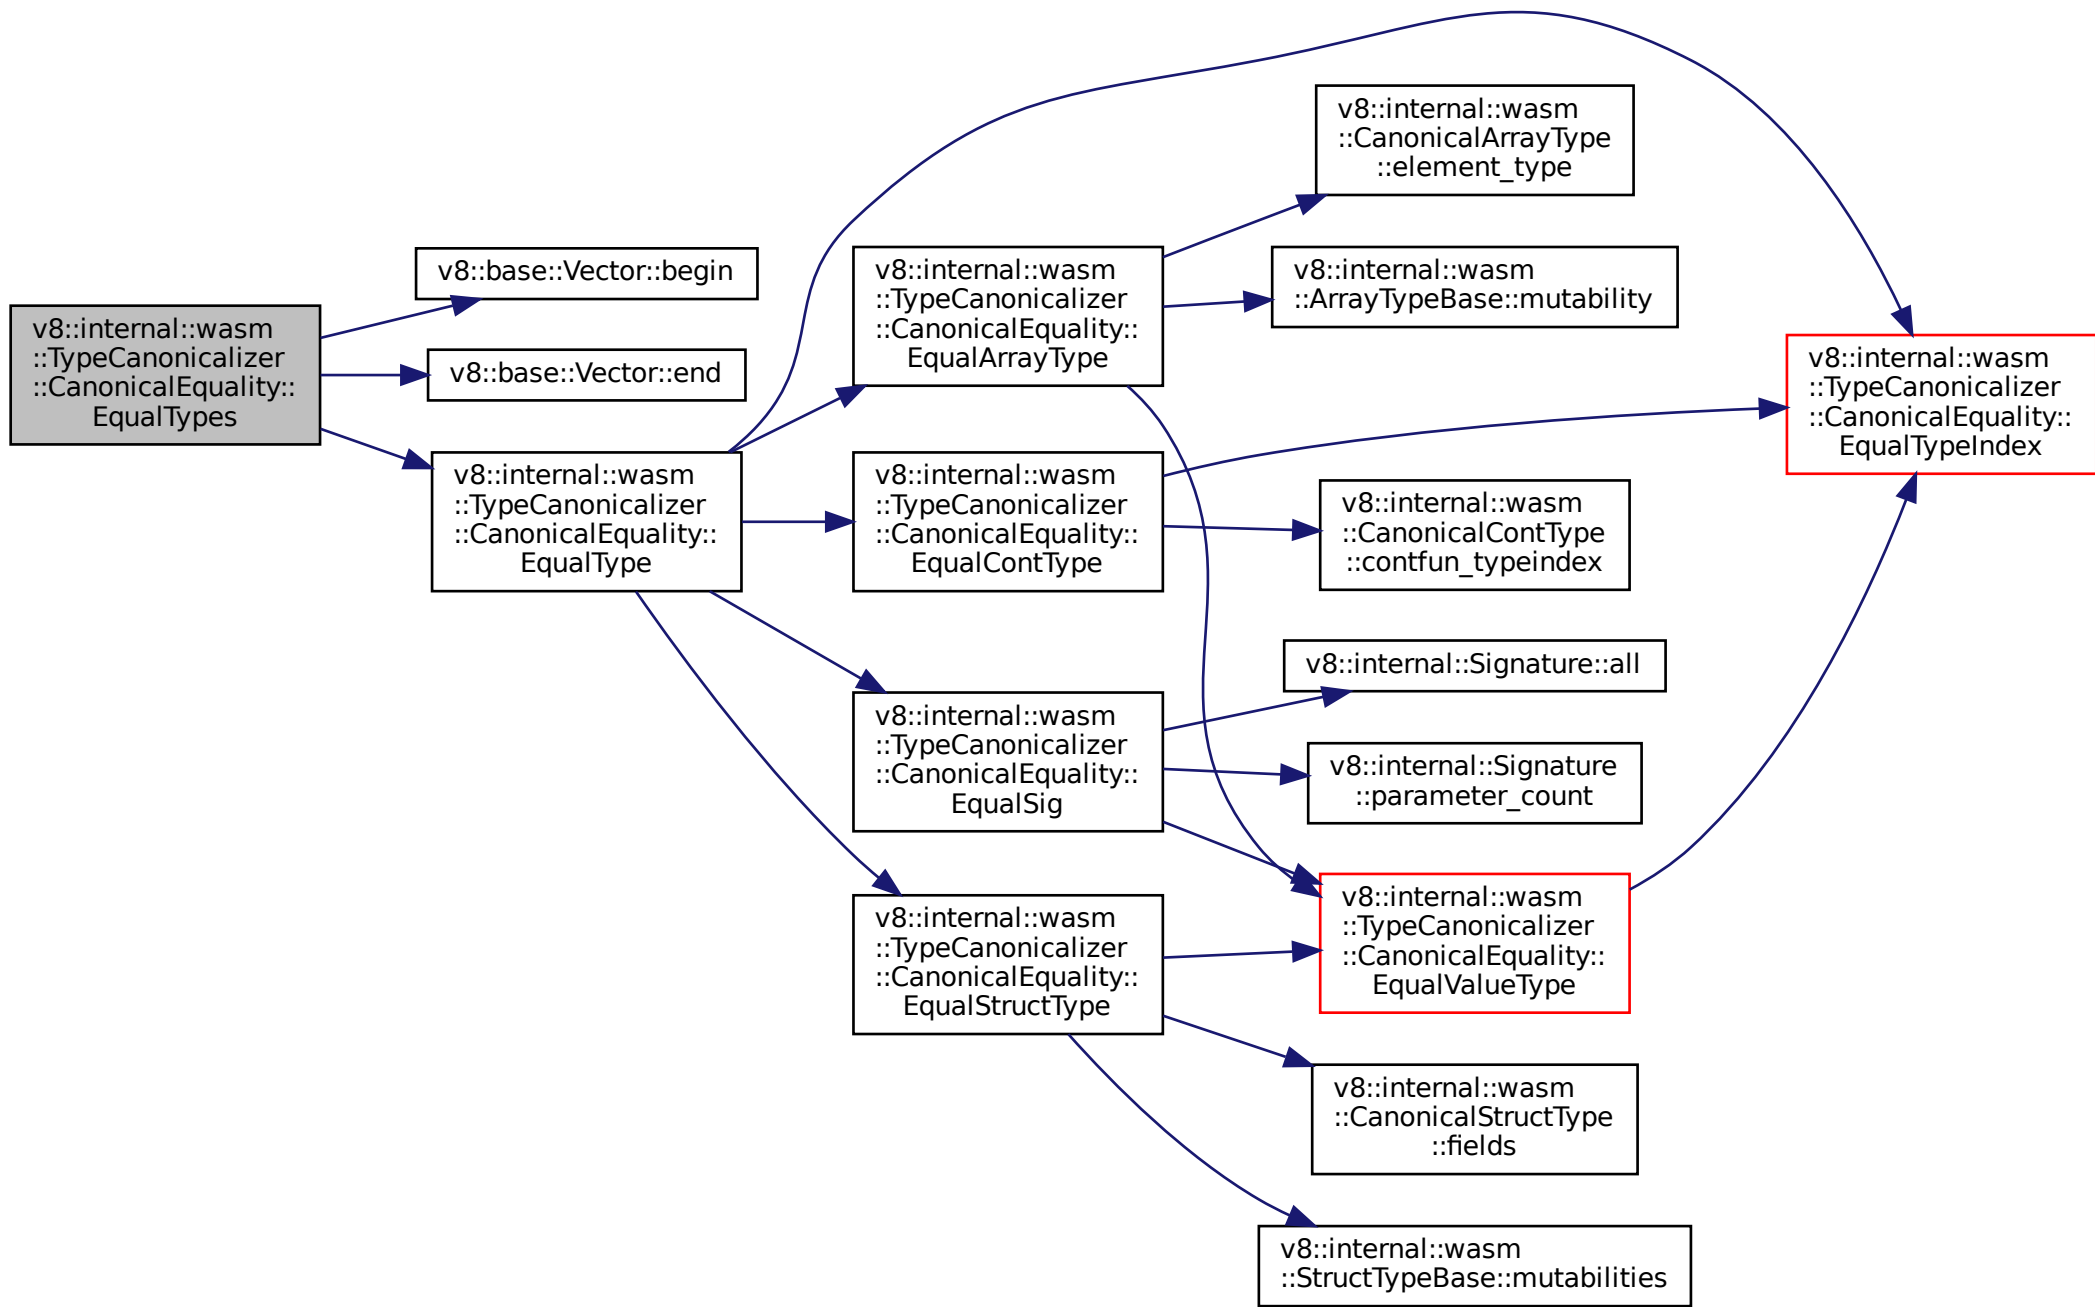 v8::internal::wasm
::TypeCanonicalizer
::CanonicalEquality::
EqualTypes
v8::base::Vector::begin
v8::base::Vector::end
v8::internal::wasm
::TypeCanonicalizer
::CanonicalEquality::
EqualType
v8::internal::wasm
::TypeCanonicalizer
::CanonicalEquality::
EqualArrayType
v8::internal::wasm
::TypeCanonicalizer
::CanonicalEquality::
EqualContType
v8::internal::wasm
::TypeCanonicalizer
::CanonicalEquality::
EqualSig
v8::internal::wasm
::TypeCanonicalizer
::CanonicalEquality::
EqualStructType
v8::internal::wasm
::CanonicalArrayType
::element_type
v8::internal::wasm
::ArrayTypeBase::mutability
v8::internal::wasm
::CanonicalContType
::contfun_typeindex
v8::internal::Signature::all
v8::internal::Signature
::parameter_count
v8::internal::wasm
::TypeCanonicalizer
::CanonicalEquality::
EqualValueType
v8::internal::wasm
::CanonicalStructType
::fields
v8::internal::wasm
::StructTypeBase::mutabilities
v8::internal::wasm
::TypeCanonicalizer
::CanonicalEquality::
EqualTypeIndex